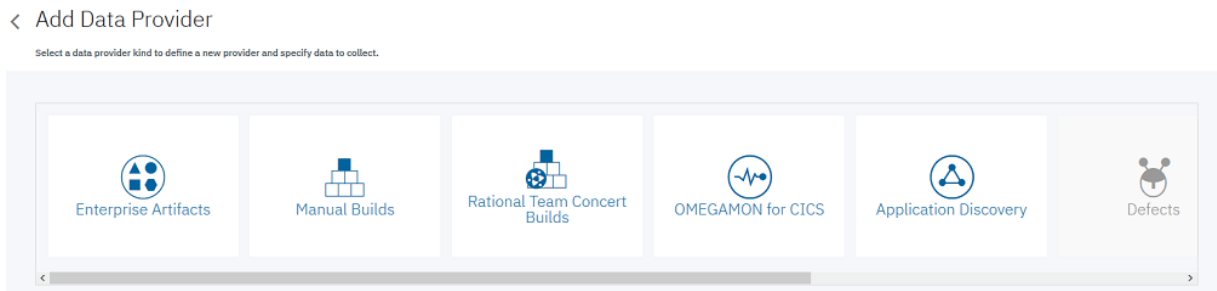 Add Data Provider
Select a data provider kind to define a new provider and specify data to collect.
Enterprise Artifacts
Manual Builds
Rational Team Concert
Builds
OMEGAMON for CICS
Application Discovery
Defects